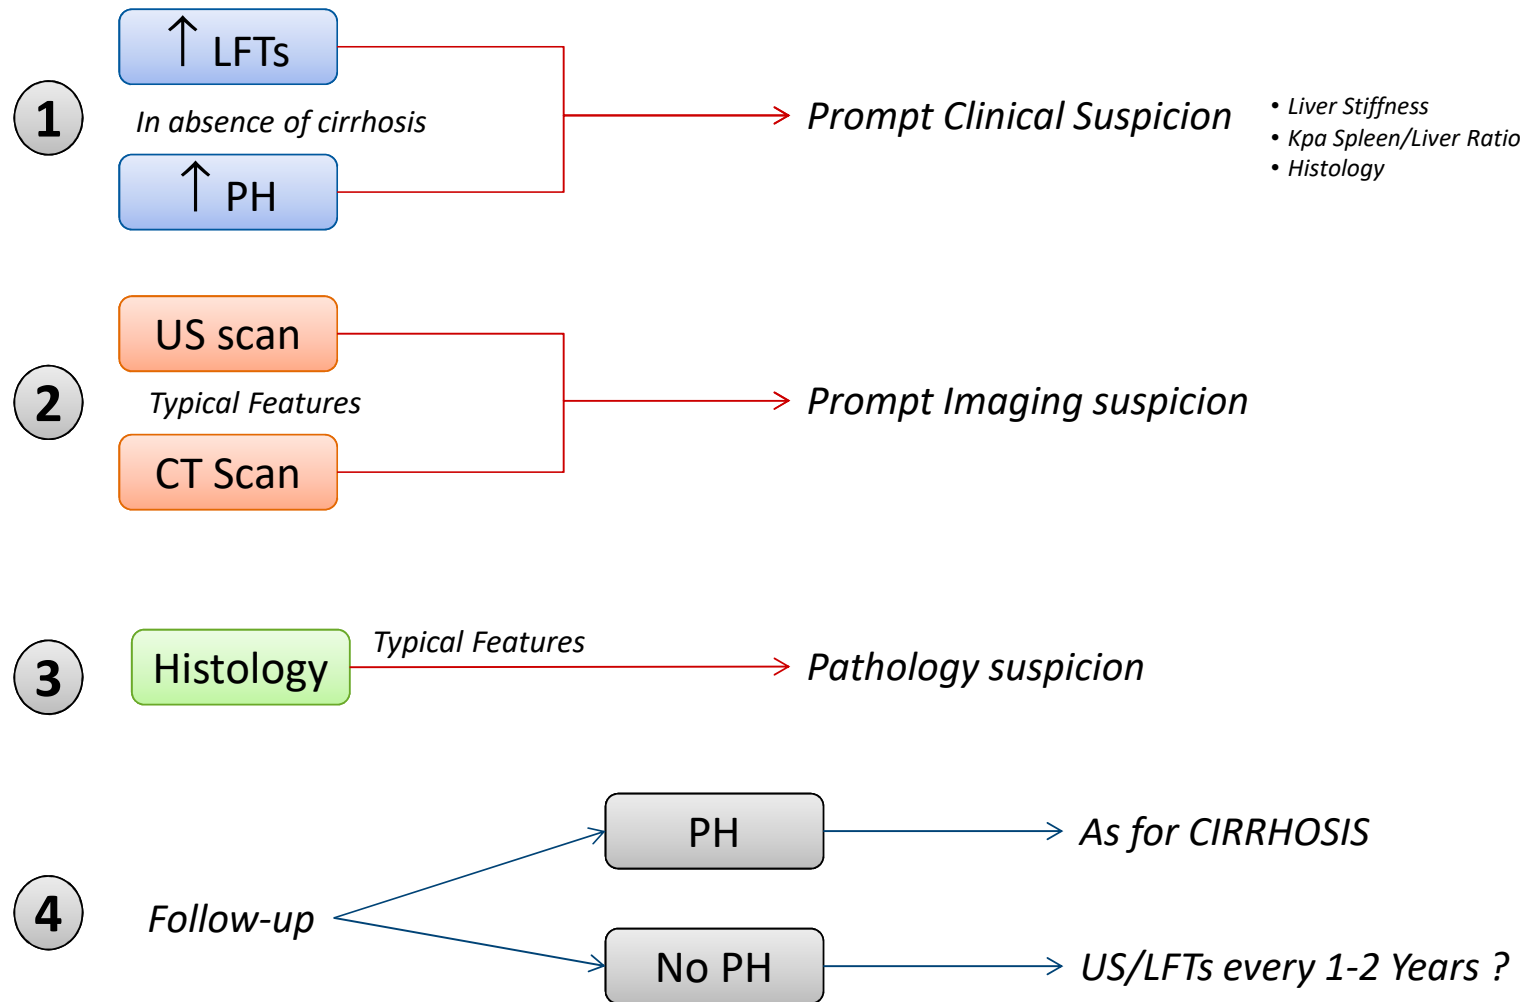 1
↑ LFTs
In absence of cirrhosis
↑ PH
Prompt Clinical Suspicion
• Liver Stiffness
• Kpa Spleen/Liver Ratio
• Histology
2
US scan
Typical Features
CT Scan
Prompt Imaging suspicion
3
Histology
Typical Features
Pathology suspicion
4
Follow-up
PH
As for CIRRHOSIS
No PH
US/LFTs every 1-2 Years ?